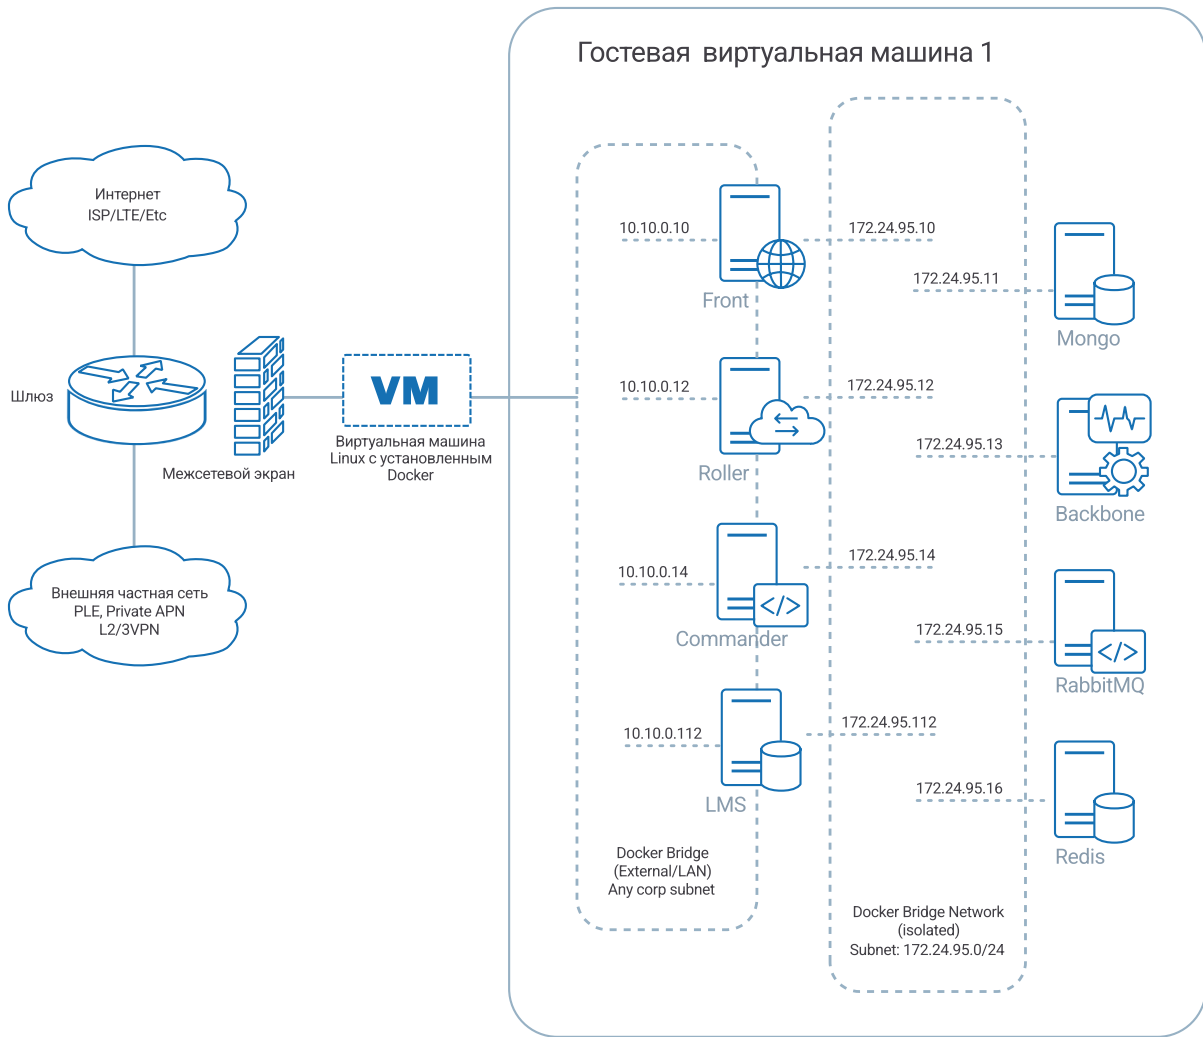 Гостевая виртуальная машина 1
Интернет
ISP/LTE/Etc
Шлюз
Межсетевой экран
VM
Виртуальная машина
Linux с установленным
Docker
Внешняя частная сеть
PLE, Private APN
L2/3VPN
10.10.0.10
172.24.95.10
Front
172.24.95.11
Mongo
10.10.0.12
172.24.95.12
Roller
172.24.95.13
Backbone
10.10.0.14
172.24.95.14
</>
Commander
172.24.95.15
</>
RabbitMQ
10.10.0.112
172.24.95.112
LMS
172.24.95.16
Redis
Docker Bridge
(External/LAN)
Any corp subnet
Docker Bridge Network
(isolated)
Subnet: 172.24.95.0/24